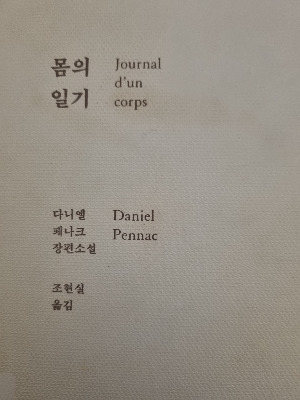 몸의
일기
Journal
d'un
corps
다니엘
페나크
장편소설
Daniel
Pennac
조현실
옮김